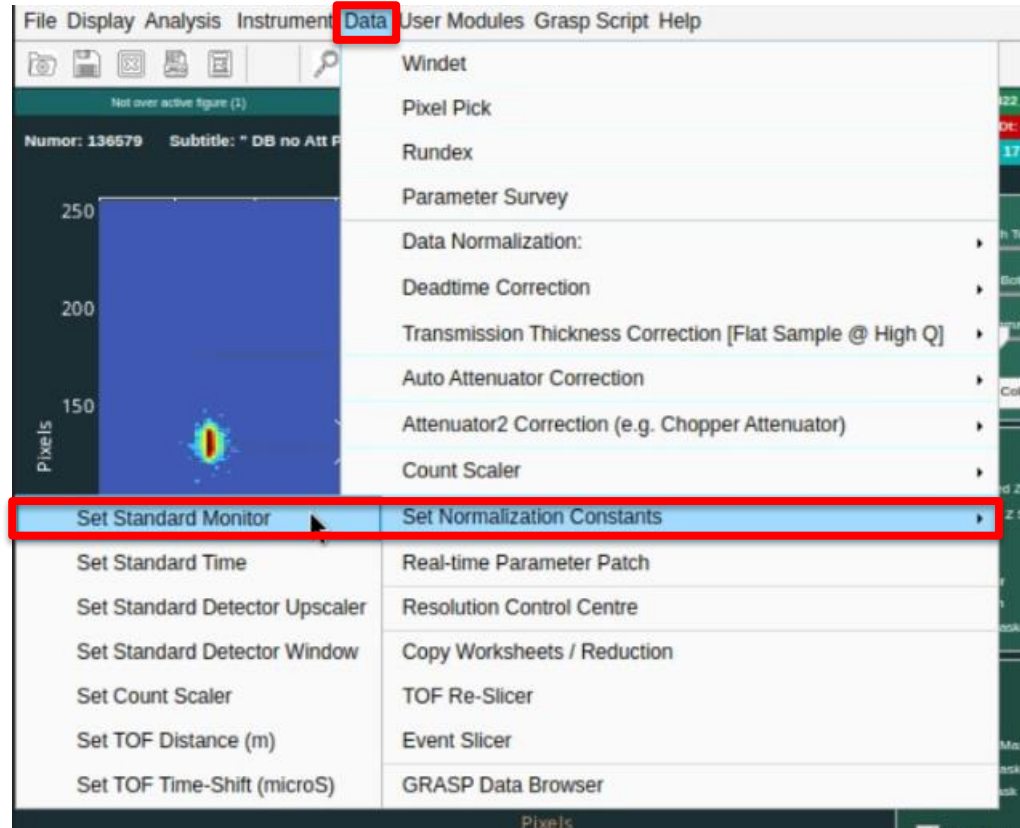 File Display Analysis Instrument Data User Modules Grasp Script Help
Windet
Not over active figure (1)
Pixel Pick
Numor: 136579 Subtitle: " DB no Att
Rundex
Parameter Survey
250
Data Normalization:
Deadtime Correction
200
Transmission Thickness Correction [Flat Sample @ High Q]
Auto Attenuator Correction
150
Attenuator2 Correction (e.g. Chopper Attenuator)
Pixels
Count Scaler
Set Standard Monitor
Set Normalization Constants
Set Standard Time
Real-time Parameter Patch
Set Standard Detector Upscaler
Resolution Control Centre
Set Standard Detector Window
Copy Worksheets / Reduction
Set Count Scaler
TOF Re-Slicer
Set TOF Distance (m)
Event Slicer
Set TOF Time-Shift (microS)
GRASP Data Browser
Pixels